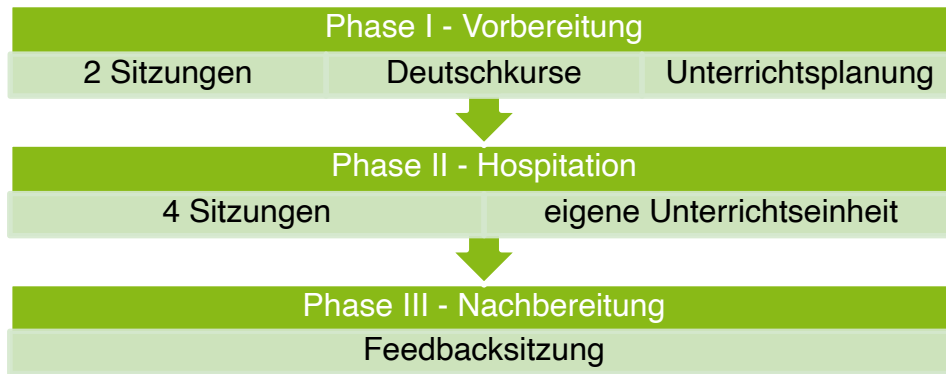 Phase I - Vorbereitung
2 Sitzungen Deutschkurse Unterrichtsplanung
Phase II - Hospitation
4 Sitzungen eigene Unterrichtseinheit
Phase III - Nachbereitung
Feedbacksitzung